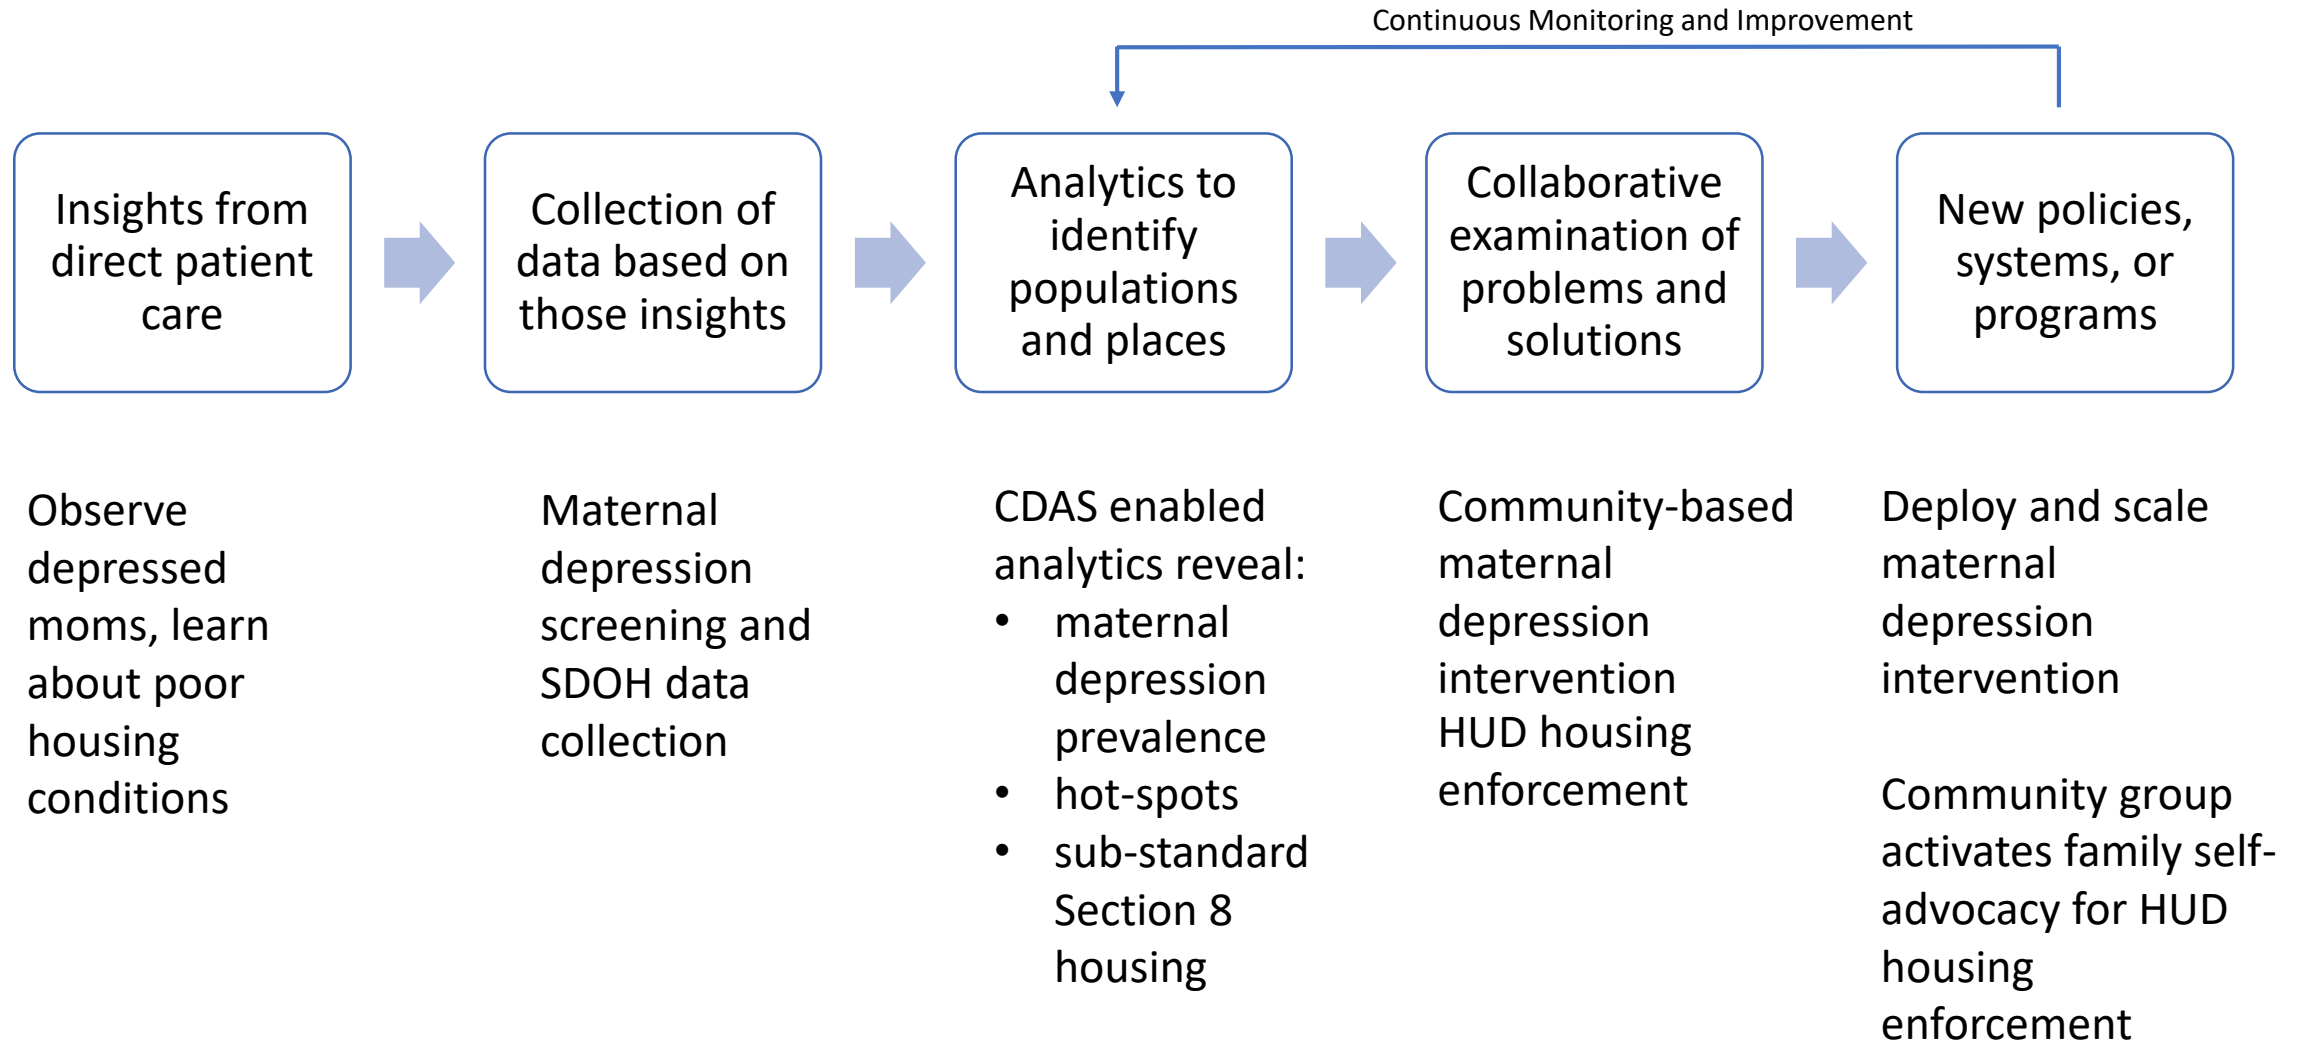 Continuous Monitoring and Improvement
Insights from
direct patient
care
Collection of
data based on
those insights
Analytics to
identify
populations
and places
Collaborative
examination of
problems and
solutions
New policies,
systems, or
programs
Observe
depressed
moms, learn
about poor
housing
conditions
Maternal
depression
screening and
SDOH data
collection
CDAS enabled
analytics reveal:
• maternal
depression
prevalence
• hot-spots
• sub-standard
Section 8
housing
Community-based
maternal
depression
intervention
HUD housing
enforcement
Deploy and scale
maternal
depression
intervention
Community group
activates family self-
advocacy for HUD
housing
enforcement